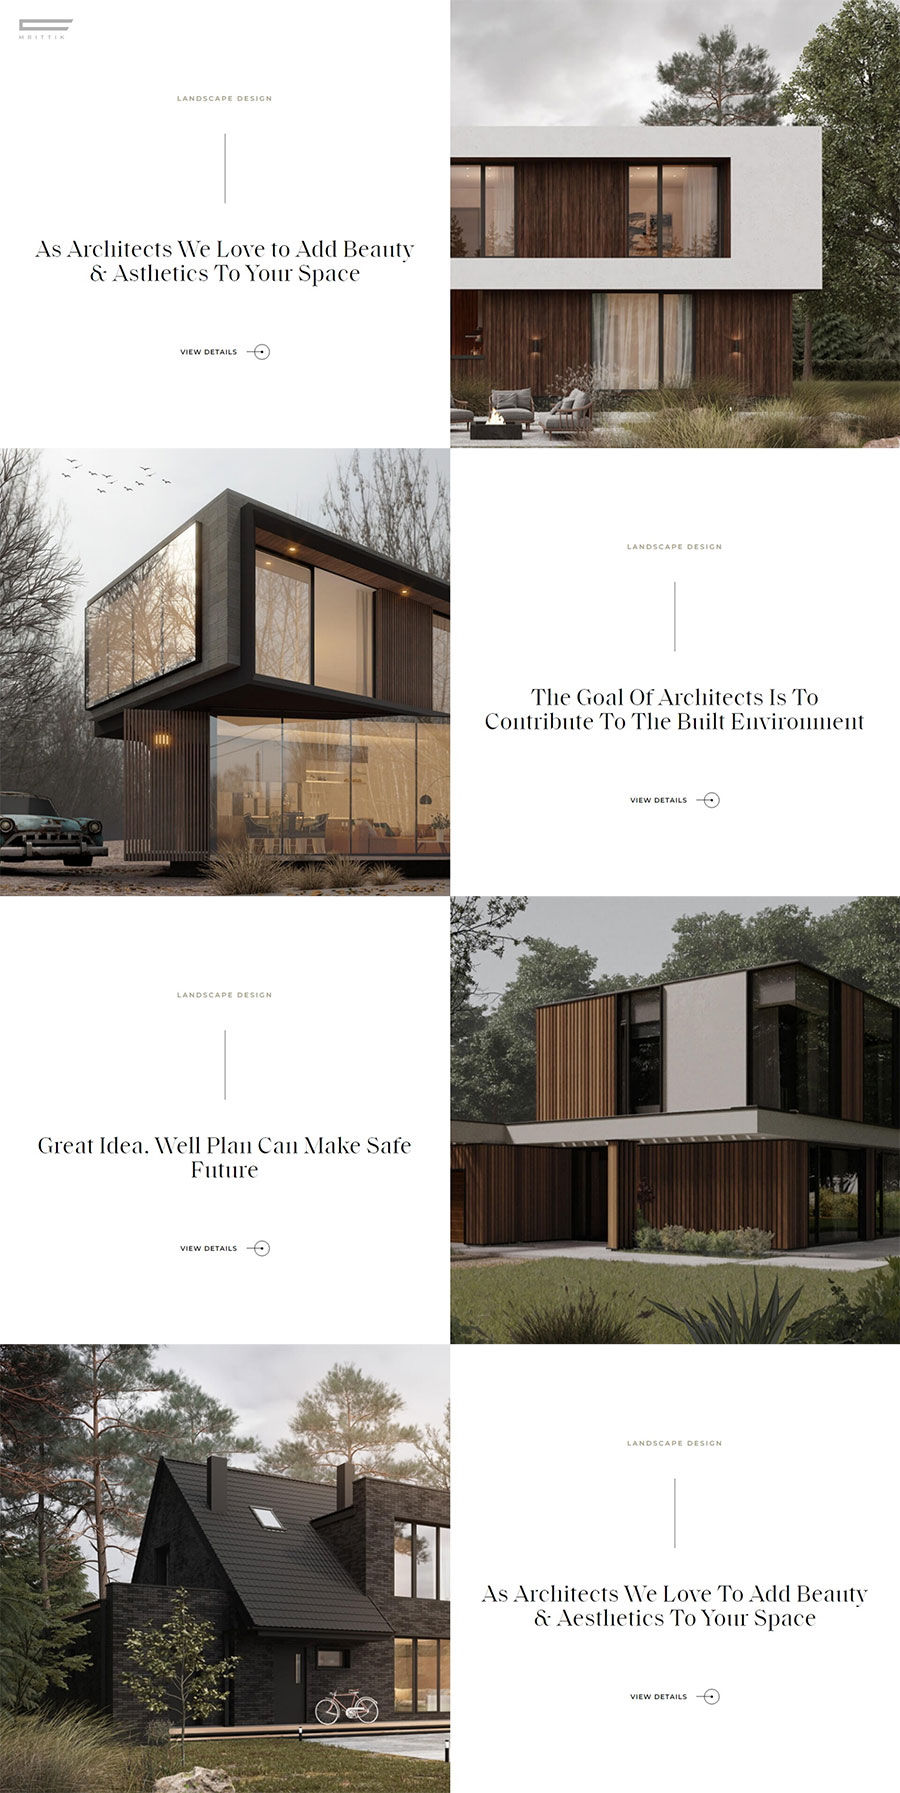 MRITTIK
LANDSCAPE DESIGN
As Architects We Love to Add Beauty
& Asthetics To Your Space
VIEW DETAILS
LANDSCAPE DESIGN
The Goal Of Architects Is To
Contribute To The Built Environment
VIEW DETAILS
LANDSCAPE DESIGN
Great Idea. Well Plan Can Make Safe
Future
VIEW DETAILS
LANDSCAPE DESIGN
As Architects We Love To Add Beauty
& Aesthetics To Your Space
VIEW DETAILS